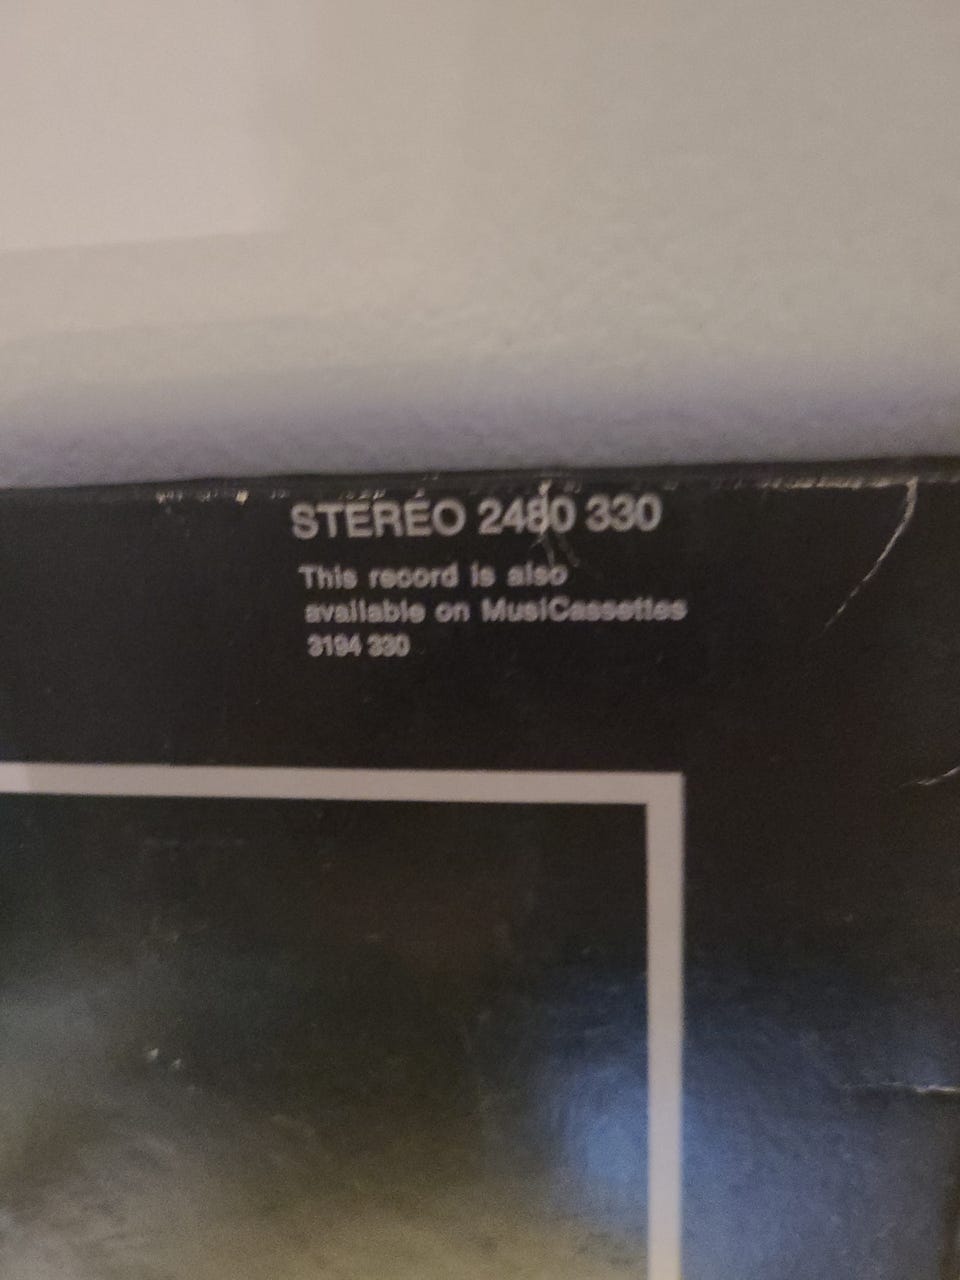 STEREO 2480 330
This record is also
available on MusiCassettes
3194 330